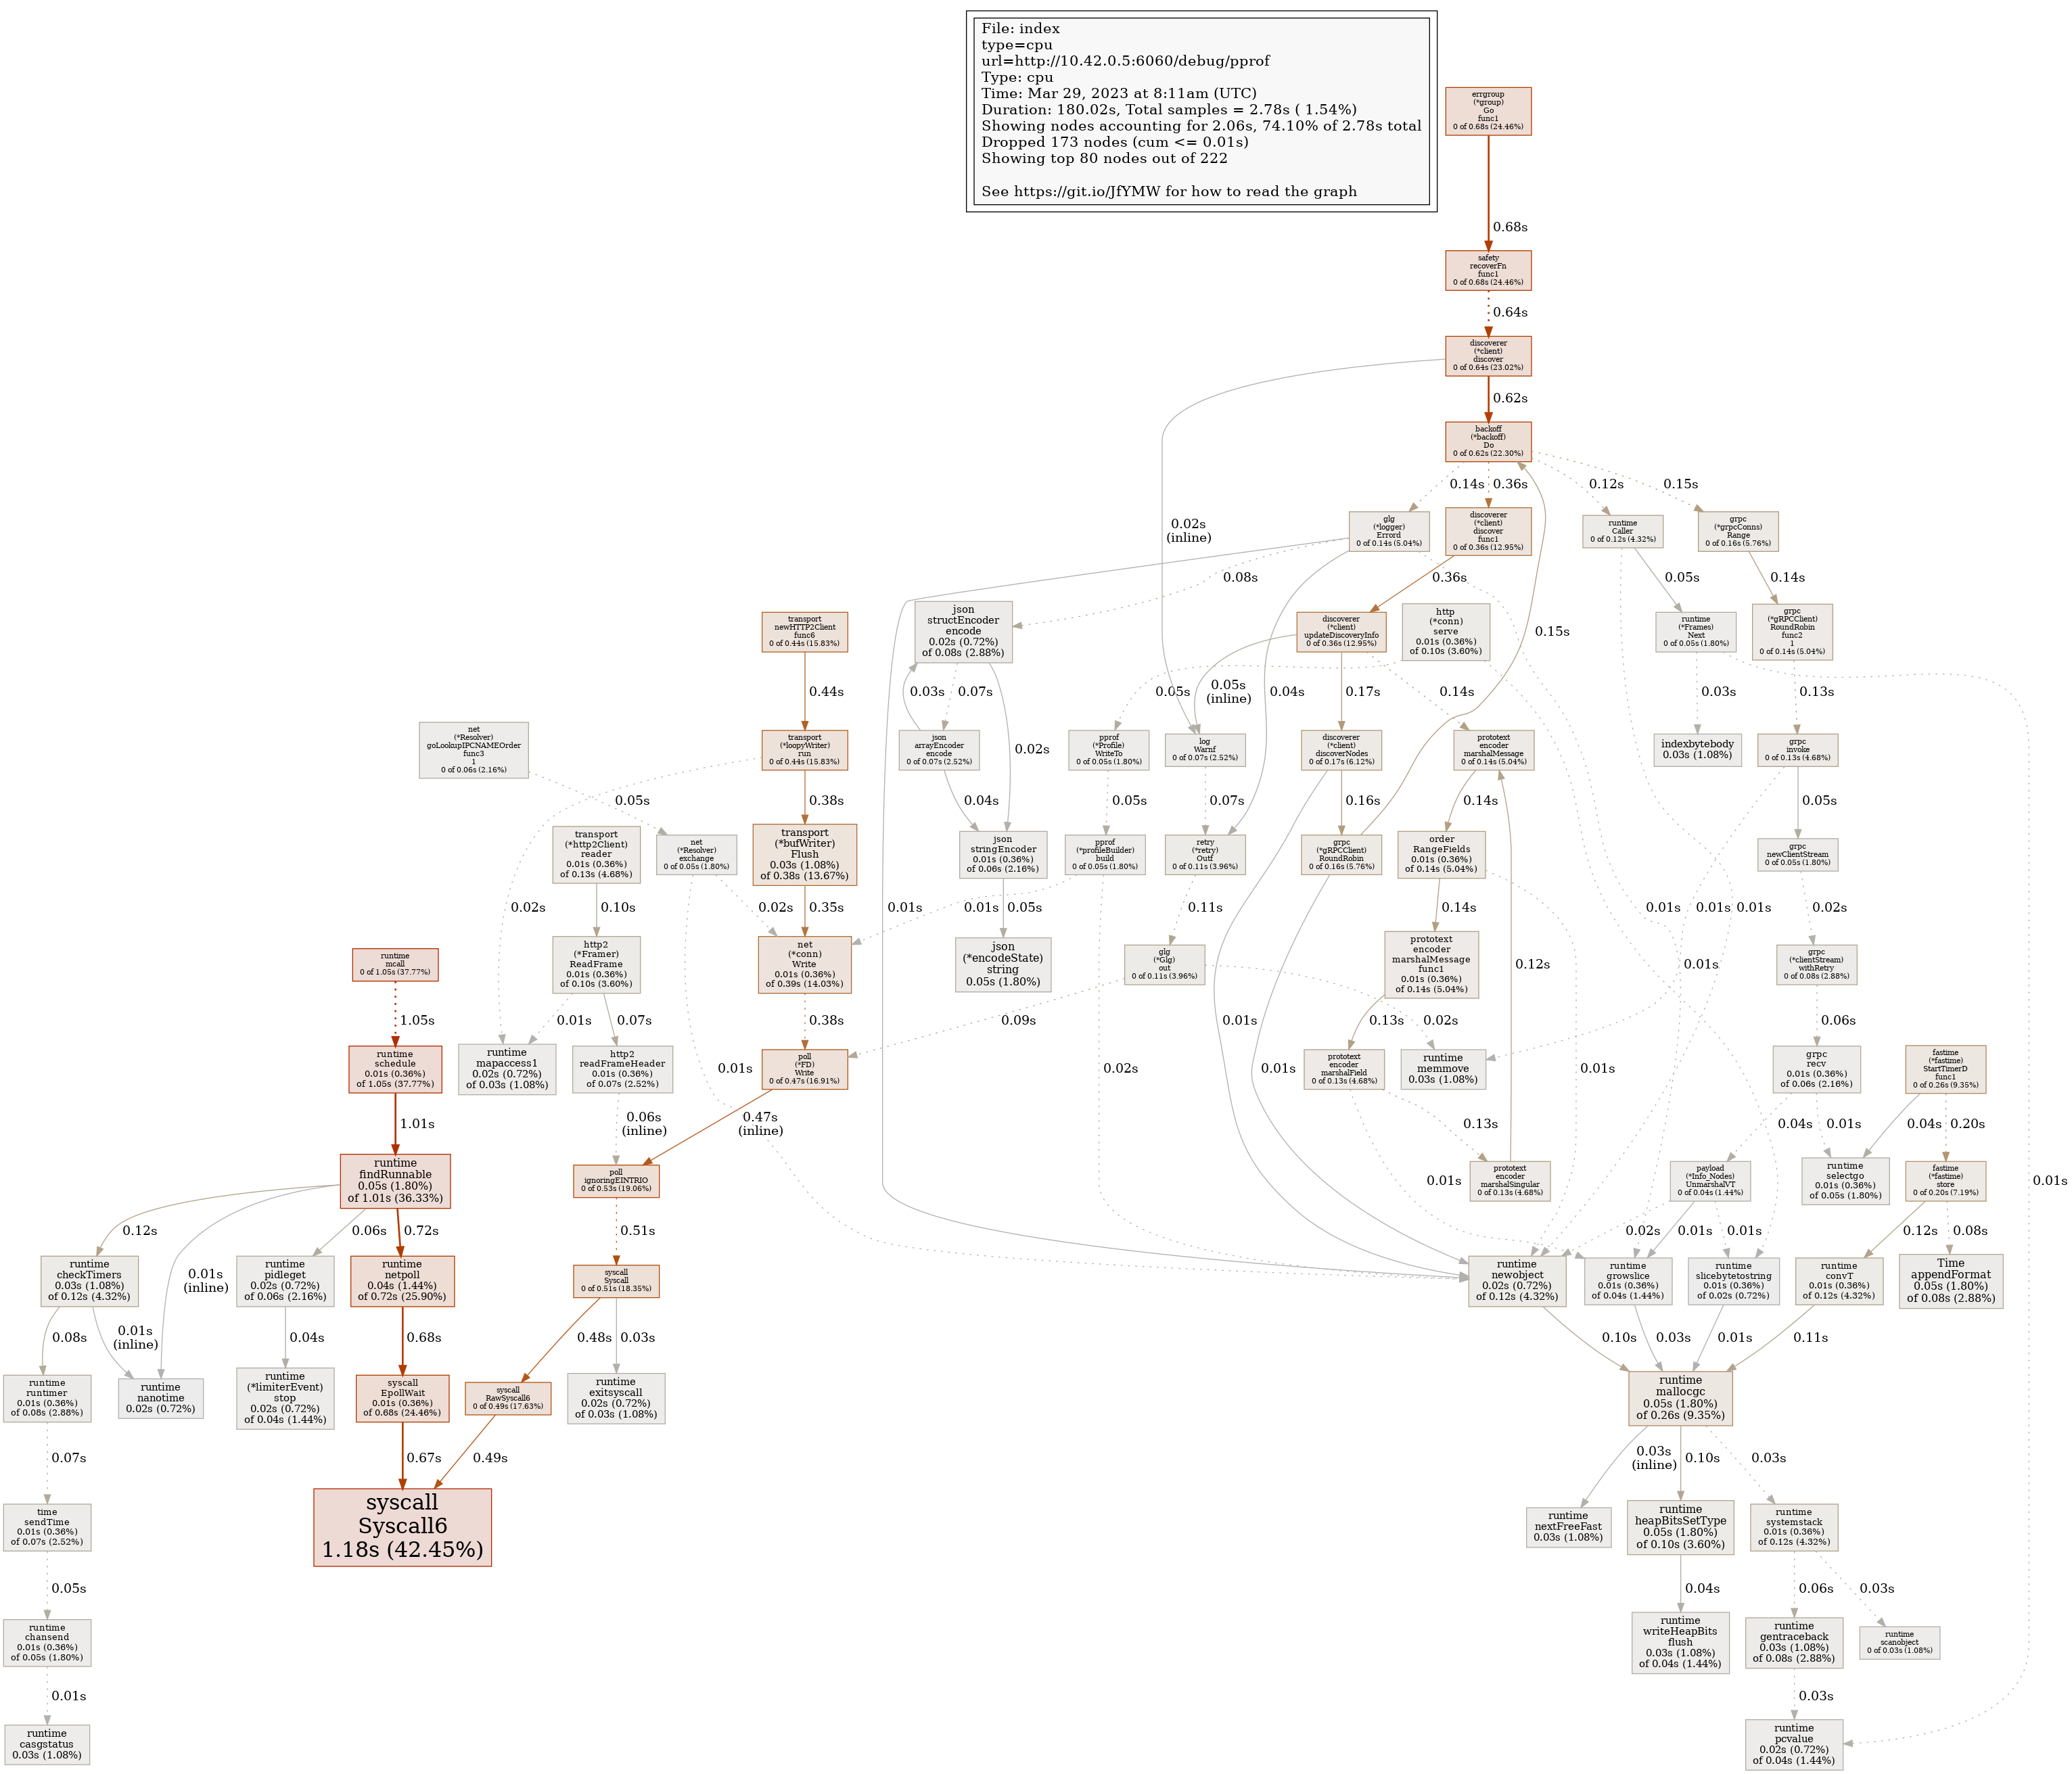 File: index
type=cpu
url=http://10.42.0.5:6060/debug/pprof
Type: cpu
Time: Mar 29, 2023 at 8:11am (UTC)
Duration: 180.02s, Total samples = 2.78s ( 1.54%)
Showing nodes accounting for 2.06s, 74.10% of 2.78s total
Dropped 173 nodes (cum <= 0.01s)
Showing top 80 nodes out of 222
See https://git.io/JfYMW for how to read the graph
errgroup
(*group)
Go
func1
0 of 0.68s (24.46%)
0.68s
safety
recoverFn
func1
0 of 0.68s (24.46%)
0.64s
discoverer
(*client)
discover
0 of 0.64s (23.02%)
0.62s
0.02s
(inline)
backoff
(*backoff)
Do
0 of 0.62s (22.30%)
0.14s
0.36s
0.12s
0.15s
glg
(*logger)
Errord
0 of 0.14s (5.04%)
discoverer
(*client)
discover
func1
0 of 0.36s (12.95%)
runtime
Caller
0 of 0.12s (4.32%)
grpc
(*grpcConns)
Range
0 of 0.16s (5.76%)
0.08s
0.36s
0.05s
0.14s
json
structEncoder
encode
0.02s (0.72%)
of 0.08s (2.88%)
transport
newHTTP2Client
func6
0 of 0.44s (15.83%)
discoverer
(*client)
updateDiscoveryInfo
0 of 0.36s (12.95%)
http
(*conn)
serve
0.01s (0.36%)
of 0.10s (3.60%)
0.15s
runtime
(*Frames)
Next
0 of 0.05s (1.80%)
grpc
(*gRPCClient)
RoundRobin
func2
1
0 of 0.14s (5.04%)
0.44s
0.03s
0.07s
0.05s
0.05s
(inline)
0.04s
0.17s
0.14s
0.03s
0.13s
net
(*Resolver)
goLookupIPCNAMEOrder
func3
1
0 of 0.06s (2.16%)
transport
(*loopyWriter)
run
0 of 0.44s (15.83%)
json
arrayEncoder
encode
0 of 0.07s (2.52%)
0.02s
pprof
(*Profile)
WriteTo
0 of 0.05s (1.80%)
log
Warnf
0 of 0.07s (2.52%)
discoverer
(*client)
discoverNodes
0 of 0.17s (6.12%)
prototext
encoder
marshalMessage
0 of 0.14s (5.04%)
indexbytebody
0.03s (1.08%)
grpc
invoke
0 of 0.13s (4.68%)
0.05s
0.38s
0.04s
0.05s
0.07s
0.16s
0.14s
0.05s
transport
(*http2Client)
reader
0.01s (0.36%)
of 0.13s (4.68%)
net
(*Resolver)
exchange
0 of 0.05s (1.80%)
transport
(*bufWriter)
Flush
0.03s (1.08%)
of 0.38s (13.67%)
json
stringEncoder
0.01s (0.36%)
of 0.06s (2.16%)
pprof
(*profileBuilder)
build
0 of 0.05s (1.80%)
retry
(*retry)
Outf
0 of 0.11s (3.96%)
grpc
(*gRPCClient)
RoundRobin
0 of 0.16s (5.76%)
order
RangeFields
0.01s (0.36%)
of 0.14s (5.04%)
grpc
newClientStream
0 of 0.05s (1.80%)
0.02s
0.10s
0.02s
0.35s
0.01s
0.01s
0.05s
0.11s
0.14s
0.01s
0.01s
0.01s
0.02s
runtime
mcall
0 of 1.05s (37.77%)
http2
(*Framer)
ReadFrame
0.01s (0.36%)
of 0.10s (3.60%)
net
(*conn)
Write
0.01s (0.36%)
of 0.39s (14.03%)
json
(*encodeState)
string
0.05s (1.80%)
glg
(*Glg)
out
0 of 0.11s (3.96%)
prototext
encoder
marshalMessage
func1
0.01s (0.36%)
of 0.14s (5.04%)
0.12s
0.01s
grpc
(*clientStream)
withRetry
0 of 0.08s (2.88%)
1.05s
0.01s
0.07s
0.38s
0.09s
0.01s
0.02s
0.13s
0.06s
runtime
schedule
0.01s (0.36%)
of 1.05s (37.77%)
runtime
mapaccess1
0.02s (0.72%)
of 0.03s (1.08%)
http2
readFrameHeader
0.01s (0.36%)
of 0.07s (2.52%)
0.01s
poll
(*FD)
Write
0 of 0.47s (16.91%)
0.02s
0.01s
prototext
encoder
marshalField
0 of 0.13s (4.68%)
runtime
memmove
0.03s (1.08%)
0.01s
grpc
recv
0.01s (0.36%)
of 0.06s (2.16%)
fastime
(*fastime)
StartTimerD
func1
0 of 0.26s (9.35%)
1.01s
0.06s
(inline)
0.47s
(inline)
0.13s
0.04s
0.01s
0.04s
0.20s
runtime
findRunnable
0.05s (1.80%)
of 1.01s (36.33%)
poll
ignoringEINTRIO
0 of 0.53s (19.06%)
0.01s
prototext
encoder
marshalSingular
0 of 0.13s (4.68%)
payload
(*Info_Nodes)
UnmarshalVT
0 of 0.04s (1.44%)
runtime
selectgo
0.01s (0.36%)
of 0.05s (1.80%)
fastime
(*fastime)
store
0 of 0.20s (7.19%)
0.01s
0.12s
0.06s
0.72s
0.51s
0.02s
0.01s
0.01s
0.12s
0.08s
runtime
checkTimers
0.03s (1.08%)
of 0.12s (4.32%)
0.01s
(inline)
runtime
pidleget
0.02s (0.72%)
of 0.06s (2.16%)
runtime
netpoll
0.04s (1.44%)
of 0.72s (25.90%)
syscall
Syscall
0 of 0.51s (18.35%)
runtime
newobject
0.02s (0.72%)
of 0.12s (4.32%)
runtime
growslice
0.01s (0.36%)
of 0.04s (1.44%)
runtime
slicebytetostring
0.01s (0.36%)
of 0.02s (0.72%)
runtime
convT
0.01s (0.36%)
of 0.12s (4.32%)
Time
appendFormat
0.05s (1.80%)
of 0.08s (2.88%)
0.08s
0.01s
(inline)
0.04s
0.68s
0.48s
0.03s
0.10s
0.03s
0.01s
0.11s
runtime
runtimer
0.01s (0.36%)
of 0.08s (2.88%)
runtime
nanotime
0.02s (0.72%)
runtime
(*limiterEvent)
stop
0.02s (0.72%)
of 0.04s (1.44%)
syscall
EpollWait
0.01s (0.36%)
of 0.68s (24.46%)
syscall
RawSyscall6
0 of 0.49s (17.63%)
runtime
exitsyscall
0.02s (0.72%)
of 0.03s (1.08%)
runtime
mallocgc
0.05s (1.80%)
of 0.26s (9.35%)
0.07s
0.67s
0.49s
0.03s
(inline)
0.10s
0.03s
time
sendTime
0.01s (0.36%)
of 0.07s (2.52%)
syscall
Syscall6
1.18s (42.45%)
runtime
nextFreeFast
0.03s (1.08%)
runtime
heapBitsSetType
0.05s (1.80%)
of 0.10s (3.60%)
runtime
systemstack
0.01s (0.36%)
of 0.12s (4.32%)
0.05s
0.04s
0.06s
0.03s
runtime
chansend
0.01s (0.36%)
of 0.05s (1.80%)
runtime
writeHeapBits
flush
0.03s (1.08%)
of 0.04s (1.44%)
runtime
gentraceback
0.03s (1.08%)
of 0.08s (2.88%)
runtime
scanobject
0 of 0.03s (1.08%)
0.01s
0.03s
runtime
casgstatus
0.03s (1.08%)
runtime
pcvalue
0.02s (0.72%)
of 0.04s (1.44%)